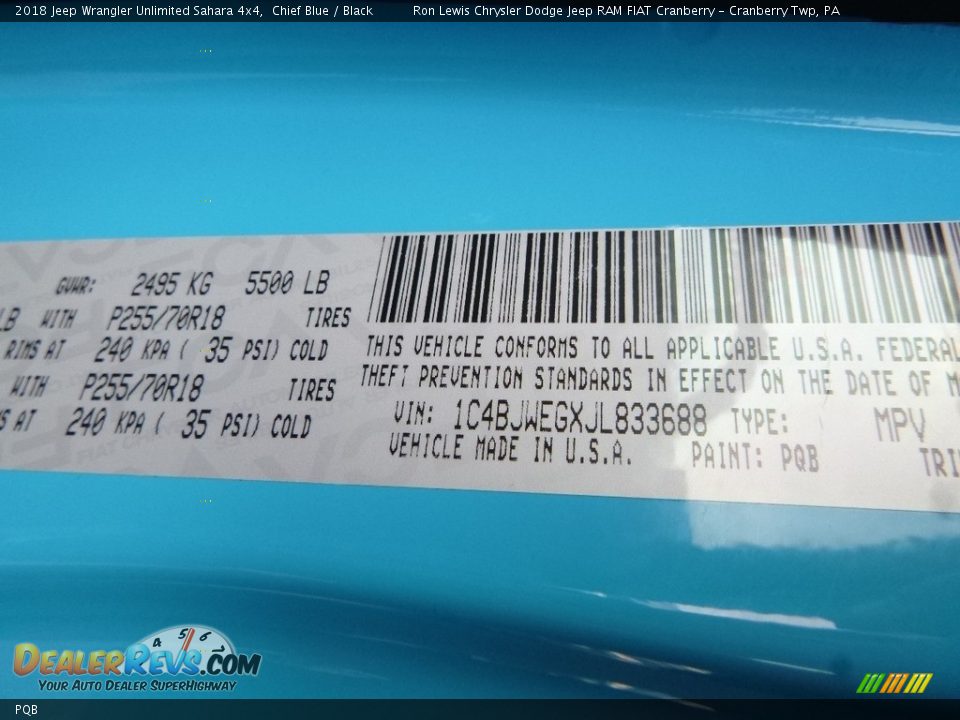 2018 Jeep Wrangler Unlimited Sahara 4x4, Chief Blue / Black Ron Lewis Chrysler Dodge Jeep RAM FIAT Cranberry - Cranberry Twp, PA
GVWR: 2495 KG 5500 LB
LB WITH P255/70R18 TIRES
RIMS AT 240 KPA ( 35 PSI) COLD
WITH P255/70R18 TIRES
S AT 240 KPA ( 35 PSI) COLD
THIS VEHICLE CONFORMS TO ALL APPLICABLE U.S.A. FEDERAL
THEFT PREVENTION STANDARDS IN EFFECT ON THE DATE OF M
VIN: 1C4BJWEGXJL833688 TYPE: MPV
VEHICLE MADE IN U.S.A. PAINT: PQB TRI
4 5 6
DEALERREVS.COM
YOUR AUTO DEALER SUPERHIGHWAY
PQB